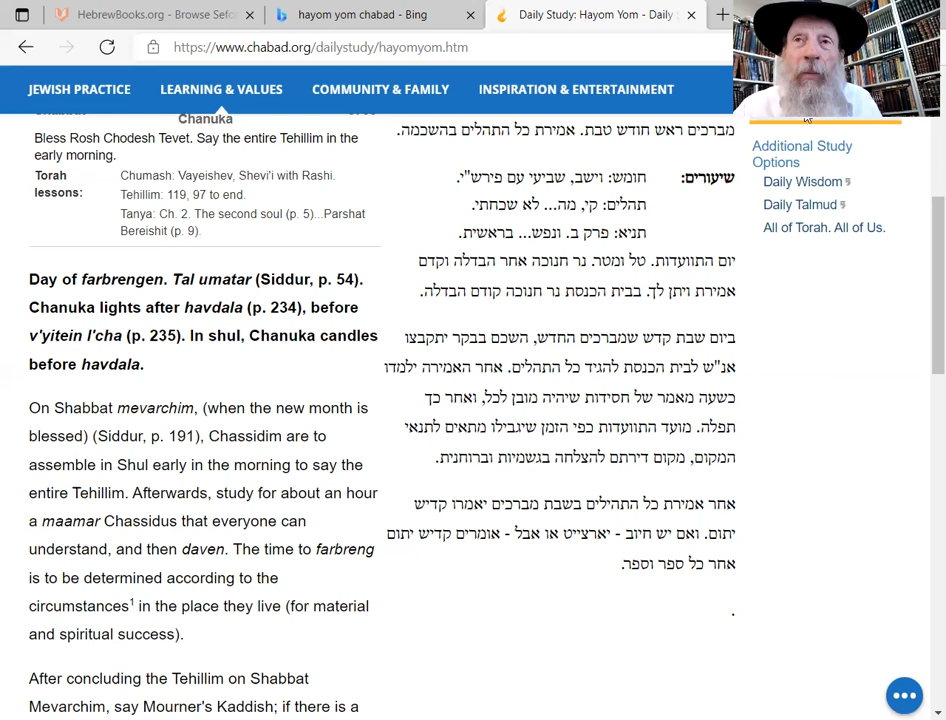 HebrewBooks.org - Browse Sefo
hayom yom chabad - Bing
Daily Study: Hayom Yom - Daily S
https://www.chabad.org/dailystudy/hayomyom.htm
JEWISH PRACTICE
LEARNING & VALUES
COMMUNITY & FAMILY
INSPIRATION & ENTERTAINMENT
Chanuka
Bless Rosh Chodesh Tevet. Say the entire Tehillim in the
early morning.
Torah
lessons:
Chumash: Vayeishev, Shevi'i with Rashi.
Tehillim: 119, 97 to end.
Tanya: Ch. 2. The second soul (p. 5)...Parshat
Bereishit (p. 9).
Day of farbrengen. Tal umatar (Siddur, p. 54).
Chanuka lights after havdala (p. 234), before
v'yitein l'cha (p. 235). In shul, Chanuka candles
before havdala.
On Shabbat mevarchim, (when the new month is
blessed) (Siddur, p. 191), Chassidim are to
assemble in Shul early in the morning to say the
entire Tehillim. Afterwards, study for about an hour
a maamar Chassidus that everyone can
understand, and then daven. The time to farbreng
is to be determined according to the
circumstances1 in the place they live (for material
and spiritual success).
After concluding the Tehillim on Shabbat
Mevarchim, say Mourner's Kaddish; if there is a
מברכים ראש חודש טבת. אמירת כל התהלים בהשכמה.
שיעורים:
חומש: וישב, שביעי עם פירש"י.
תהלים: קי, מה... לא שכחתי.
תניא: פרק ב. ונפש... בראשית.
יום התוועדות. טל ומטר. נר חנוכה אחר הבדלה וקדם
אמירת ויתן לך. בבית הכנסת נר חנוכה קודם הבדלה.
ביום שבת קדש שמברכים החדש, השכם בבקר יתקבצו
אנ"ש לבית הכנסת להגיד כל התהלים. אחר האמירה ילמדו
כשעה מאמר של חסידות שיהיה מובן לכל, ואחר כך
תפלה. מועד התוועדות כפי הזמן שיגבילו מתאים לתנאי
המקום, מקום דירתם להצלחה בגשמיות וברוחנית.
אחר אמירת כל התהילים בשבת מברכים יאמרו קדיש
יתום. ואם יש חיוב - יארצייט או אבל - אומרים קדיש יתום
אחר כל ספר וספר.
.
Additional Study
Options
Daily Wisdom
Daily Talmud
All of Torah. All of Us.